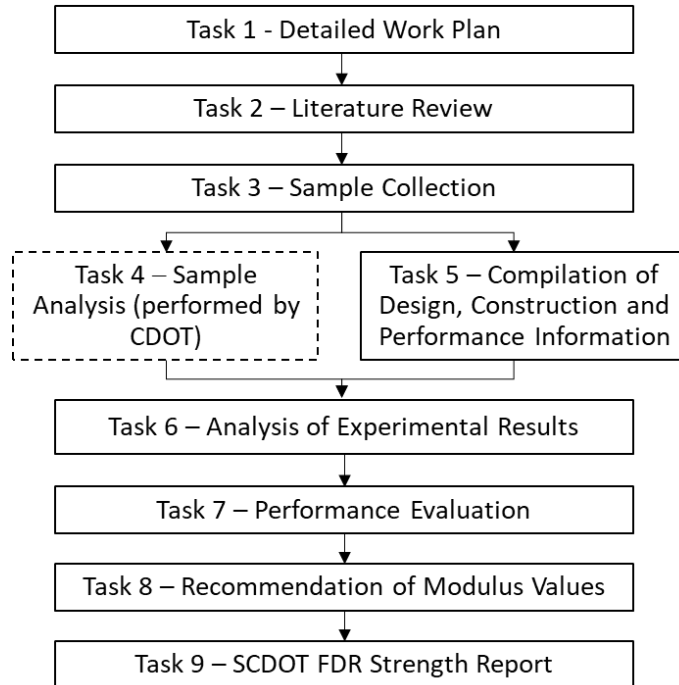 Task 1 - Detailed Work Plan
Task 2 – Literature Review
Task 3 – Sample Collection
Task 4 – Sample
Analysis (performed by
CDOT)
Task 5 – Compilation of
Design, Construction and
Performance Information
Task 6 – Analysis of Experimental Results
Task 7 – Performance Evaluation
Task 8 – Recommendation of Modulus Values
Task 9 – SCDOT FDR Strength Report